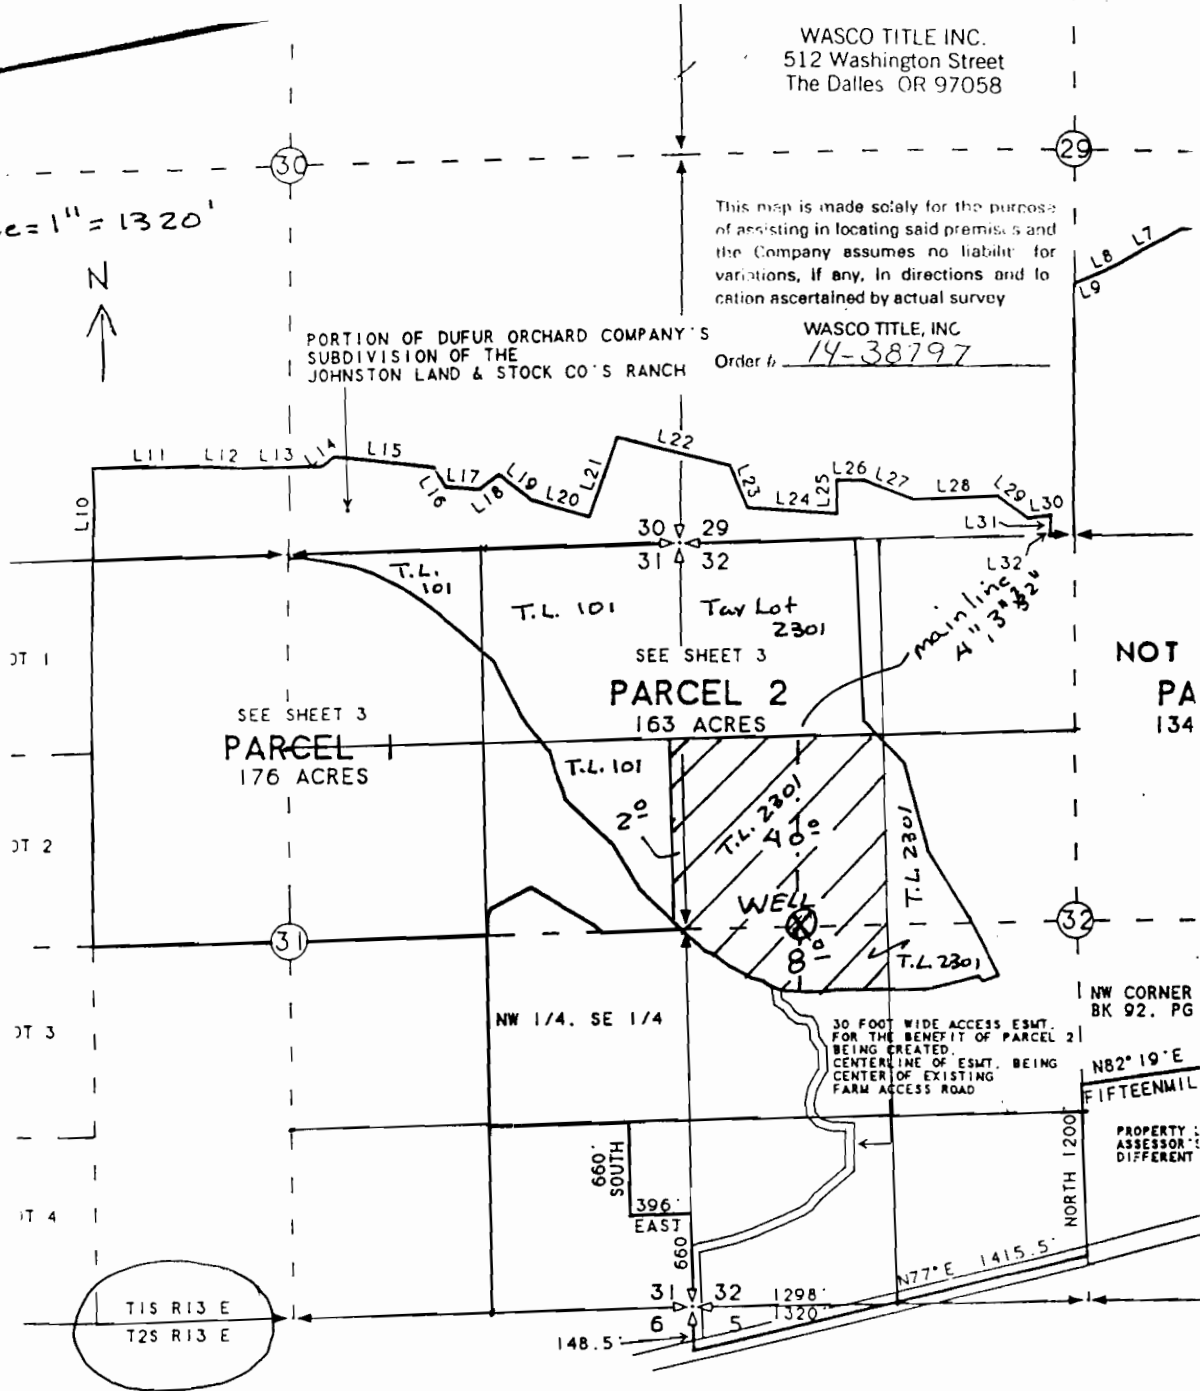 WASCO TITLE INC.
512 Washington Street
The Dalles OR 97058
30
29
e=1"=1320'
N
This map is made solely for the purpose
of assisting in locating said premises and
the Company assumes no liability for
variations, if any, in directions and lo
cation ascertained by actual survey
WASCO TITLE, INC
Order # 14-38797
L7
L8
L9
PORTION OF DUFUR ORCHARD COMPANY'S
SUBDIVISION OF THE
JOHNSTON LAND & STOCK CO'S RANCH
L10
L11
L12
L13
L14
L15
L16
L17
L18
L19
L20
L21
L22
L23
L24
L25
L26
L27
L28
L29
L30
L31
L32
30 29
31 32
T.L.
101
T.L. 101
Tax Lot
2301
main line
4", 3"
OT 1
SEE SHEET 3
PARCEL 2
163 ACRES
NOT
PA
134
SEE SHEET 3
PARCEL 1
176 ACRES
T.L. 101
2º
T.L. 2301
40º
T.L. 2301
OT 2
WELL
8º
T.L. 2301
31
32
NW CORNER
BK 92. PG
OT 3
NW 1/4. SE 1/4
30 FOOT WIDE ACCESS ESMT.
FOR THE BENEFIT OF PARCEL 2
BEING CREATED.
CENTERLINE OF ESMT. BEING
CENTER OF EXISTING
FARM ACCESS ROAD
N82°19'E
FIFTEENMIL
PROPERTY
ASSESSOR'S
DIFFERENT
NORTH 1200'
660'
SOUTH
396'
EAST
660
OT 4
N77°E 1415.5'
T1S R13 E
T2S R13 E
31 32
6 5
1298'
1320'
148.5'